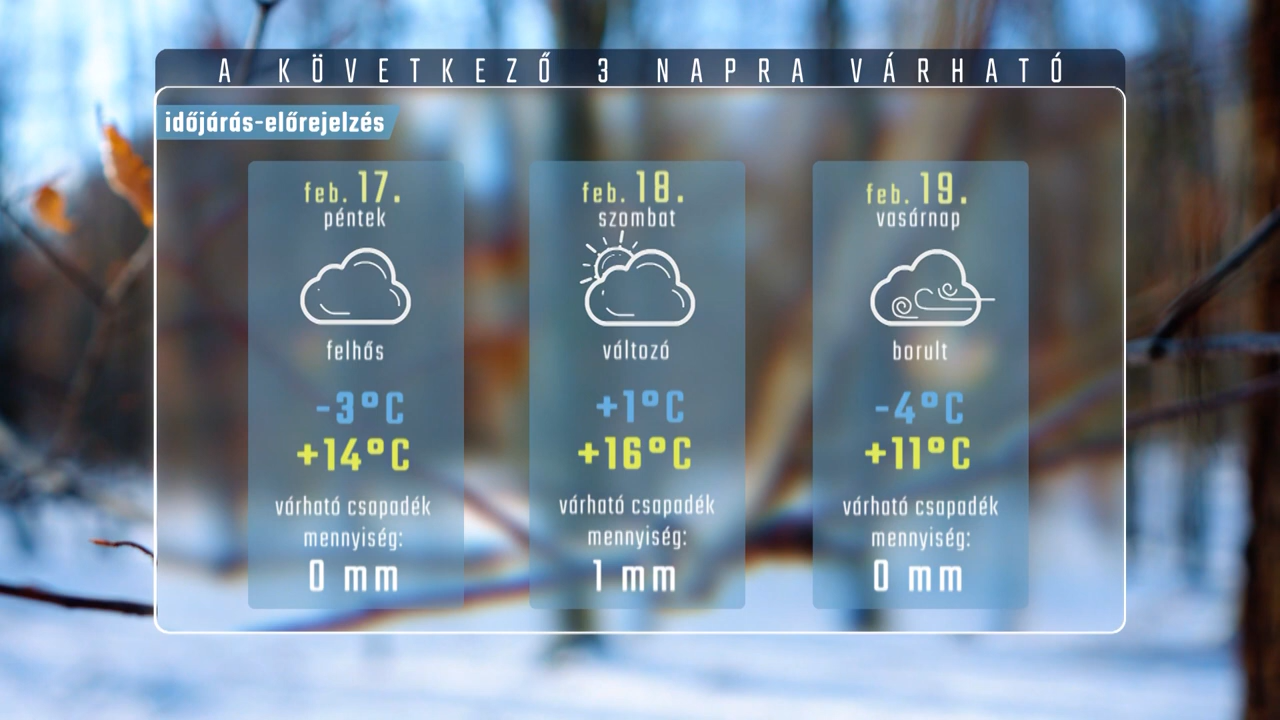 A KÖVETKEZŐ 3 NAPRA VÁRHATÓ
időjárás-előrejelzés
feb. 17.
péntek
felhős
-3°C
+14°C
várható csapadék
mennyiség:
0 mm
feb. 18.
szombat
változó
+1°C
+16°C
várható csapadék
mennyiség:
1 mm
feb. 19.
vasárnap
borult
-4°C
+11°C
várható csapadék
mennyiség:
0 mm